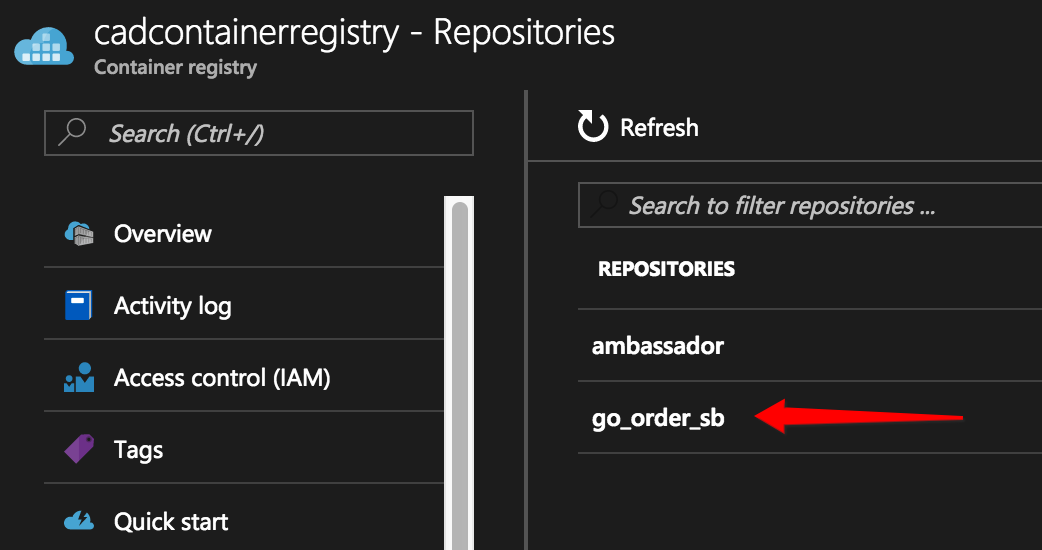 cadcontainerregistry - Repositories
Container registry
Search (Ctrl+/)
Overview
Activity log
Access control (IAM)
Tags
Quick start
Refresh
Search to filter repositories ...
REPOSITORIES
ambassador
go_order_sb